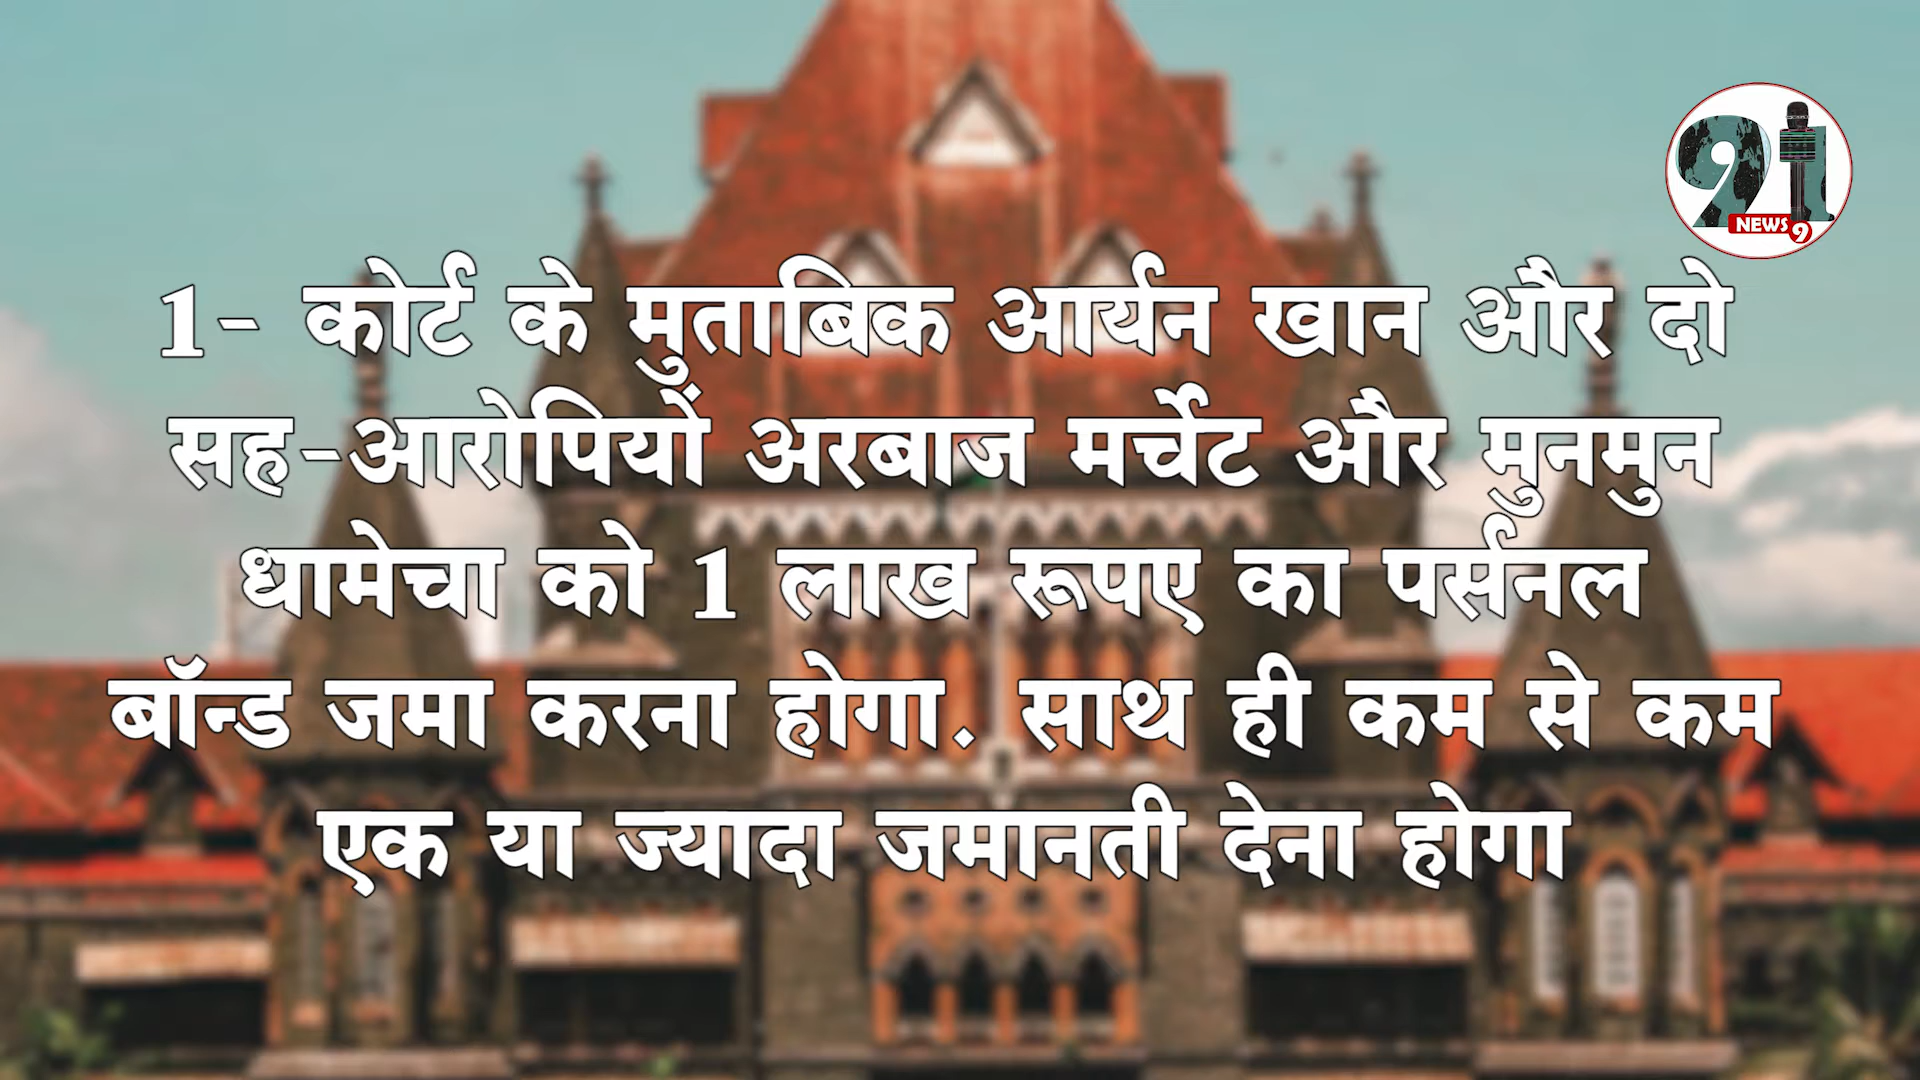 91
NEWS 9
1- कोर्ट के मुताबिक आर्यन खान और दो
सह-आरोपियों अरबाज मर्चेंट और मुनमुन
धामेचा को 1 लाख रूपए का पर्सनल
बॉन्ड जमा करना होगा. साथ ही कम से कम
एक या ज्यादा जमानती देना होगा